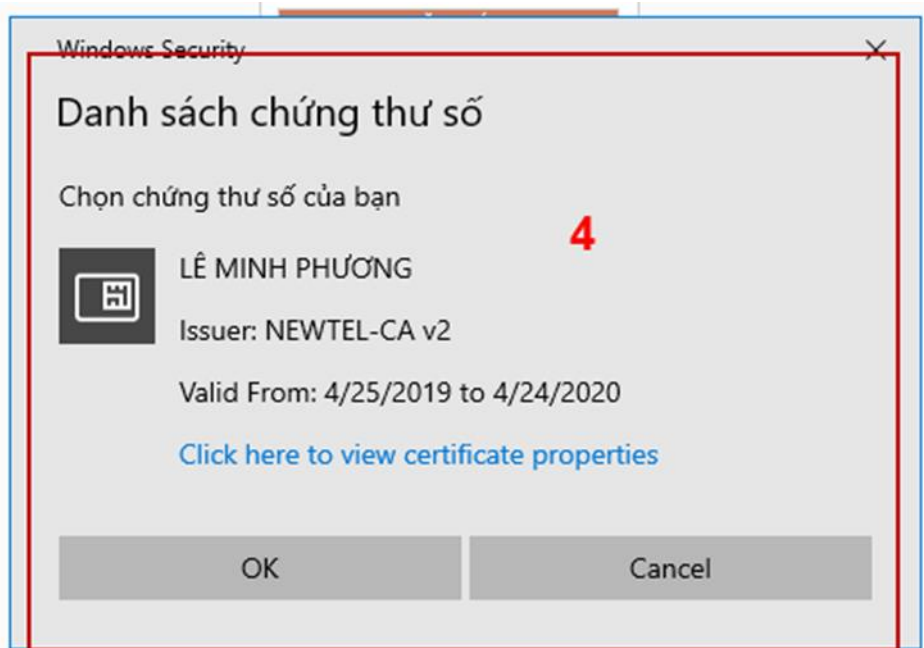 Windows Security
Danh sách chứng thư số
Chọn chứng thư số của bạn
4
LÊ MINH PHƯƠNG
Issuer: NEWTEL-CA v2
Valid From: 4/25/2019 to 4/24/2020
Click here to view certificate properties
OK
Cancel